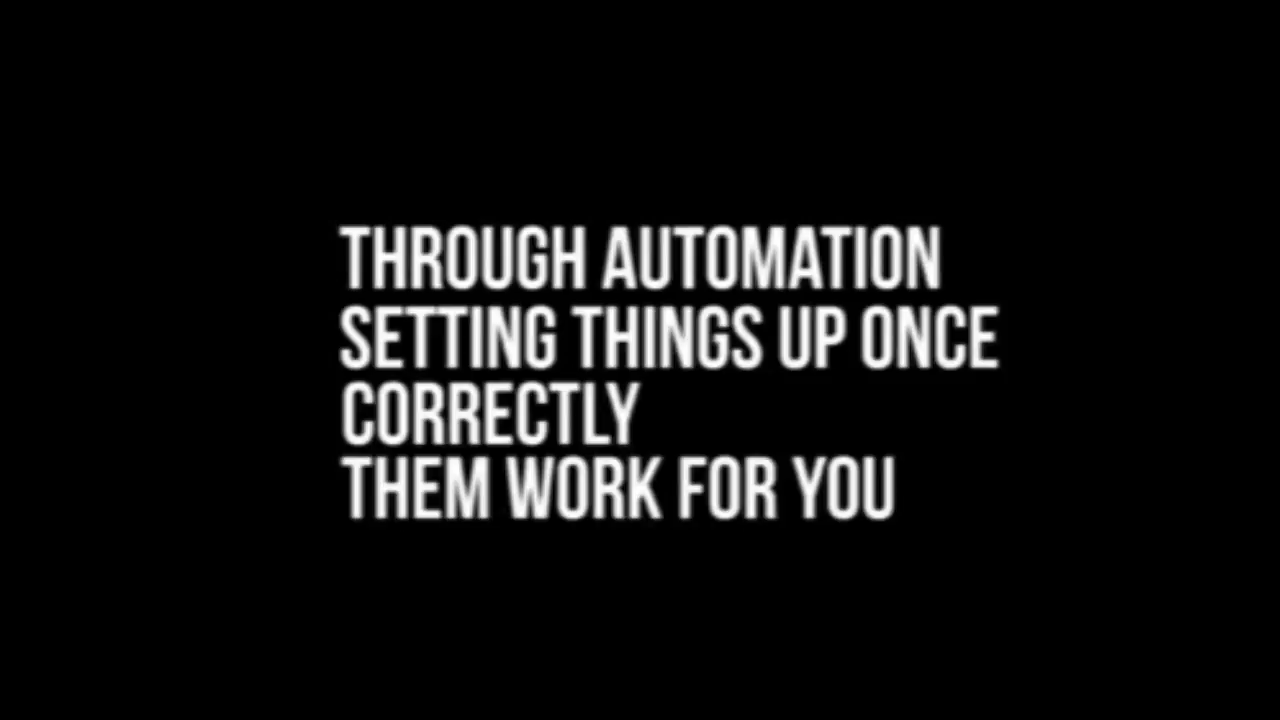 THROUGH AUTOMATION
SETTING THINGS UP ONCE
CORRECTLY
THEM WORK FOR YOU